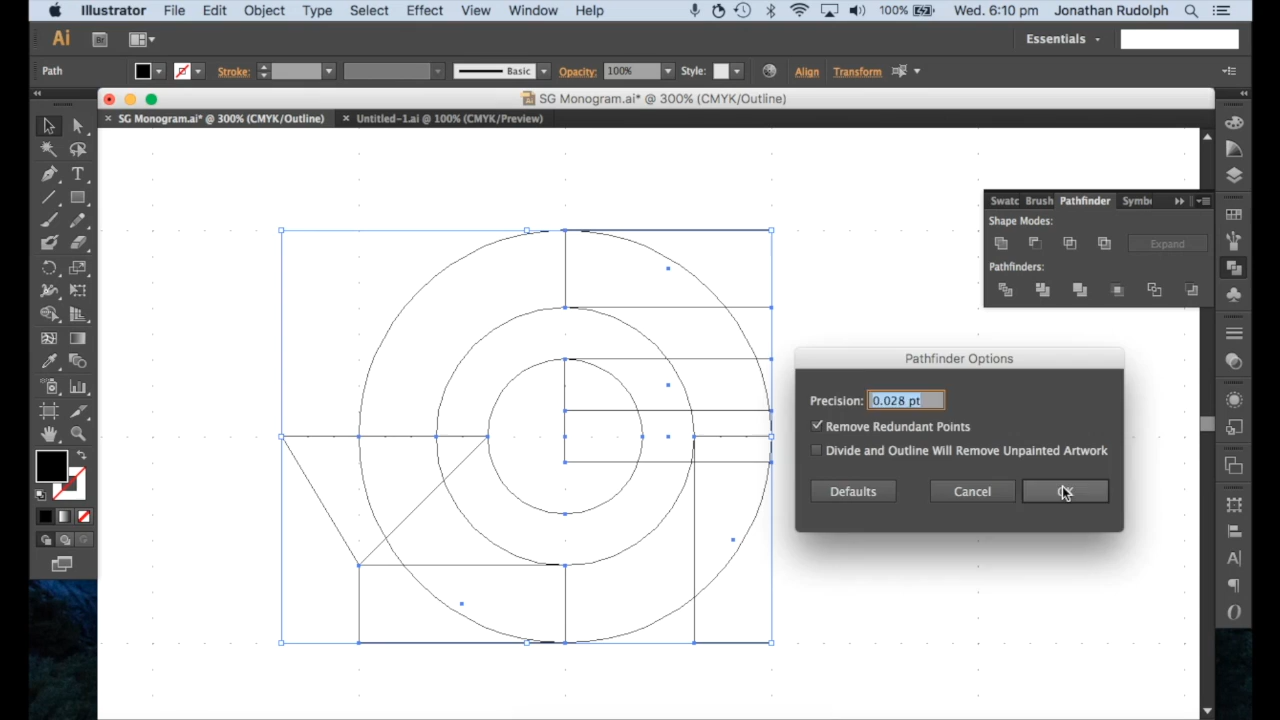 Illustrator File Edit Object Type Select Effect View Window Help 100% Wed. 6:10 pm Jonathan Rudolph
Ai Br Essentials
Path Stroke: Basic Opacity: 100% Style: Align Transform
SG Monogram.ai* @ 300% (CMYK/Outline)
SG Monogram.ai* @ 300% (CMYK/Outline) Untitled-1.ai @ 100% (CMYK/Preview)
Swatc Brush Pathfinder Symb
Shape Modes:
Expand
Pathfinders:
Pathfinder Options
Precision: 0.028 pt
Remove Redundant Points
Divide and Outline Will Remove Unpainted Artwork
Defaults Cancel OK